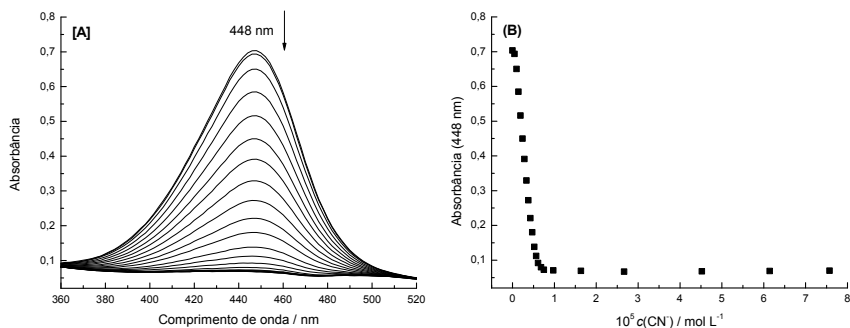 [A]
448 nm
0,8
0,7
0,6
0,5
0,4
0,3
0,2
0,1
Absorbância
360 380 400 420 440 460 480 500 520
Comprimento de onda / nm
(B)
0,8
0,7
0,6
0,5
0,4
0,3
0,2
0,1
Absorbância (448 nm)
0 1 2 3 4 5 6 7 8
10⁵ c(CN⁻) / mol L⁻¹